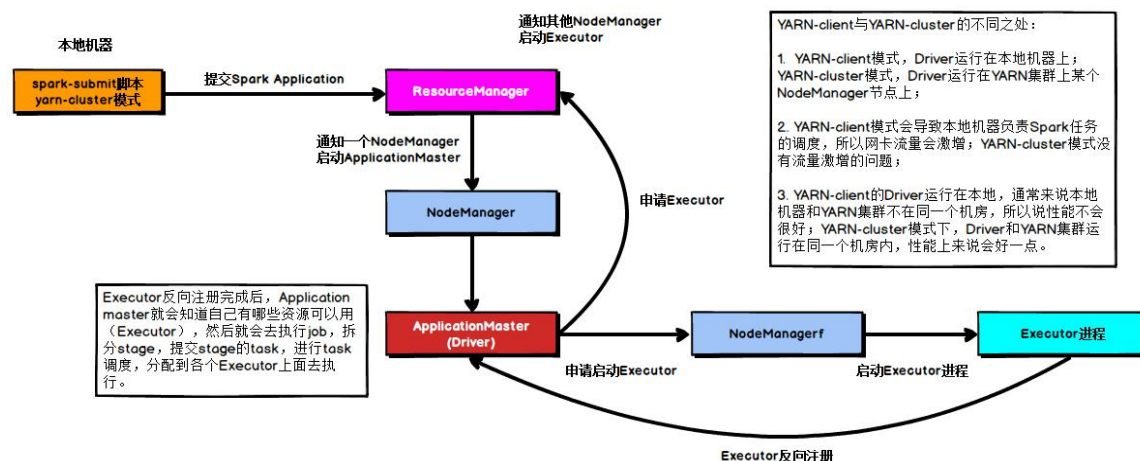 通知其他NodeManager
启动Executor
本地机器
spark-submit脚本
yarn-cluster模式
提交Spark Application
ResourceManager
通知一个NodeManager
启动ApplicationMaster
NodeManager
申请Executor
YARN-client与YARN-cluster的不同之处：
1. YARN-client模式，Driver运行在本地机器上；
YARN-cluster模式，Driver运行在YARN集群上某个
NodeManager节点上；
2. YARN-client模式会导致本地机器负责Spark任务
的调度，所以网卡流量会激增；YARN-cluster模式没
有流量激增的问题；
3. YARN-client的Driver运行在本地，通常来说本地
机器和YARN集群不在同一个机房，所以说性能不会
很好；YARN-cluster模式下，Driver和YARN集群运
行在同一个机房内，性能上来说会好一点。
Executor反向注册完成后，Application
master就会知道自己有哪些资源可以用
（Executor），然后就会去执行job，拆
分stage，提交stage的task，进行task
调度，分配到各个Executor上面去执
行。
ApplicationMaster
(Driver)
申请启动Executor
NodeManagerf
启动Executor进程
Executor进程
Executor反向注册